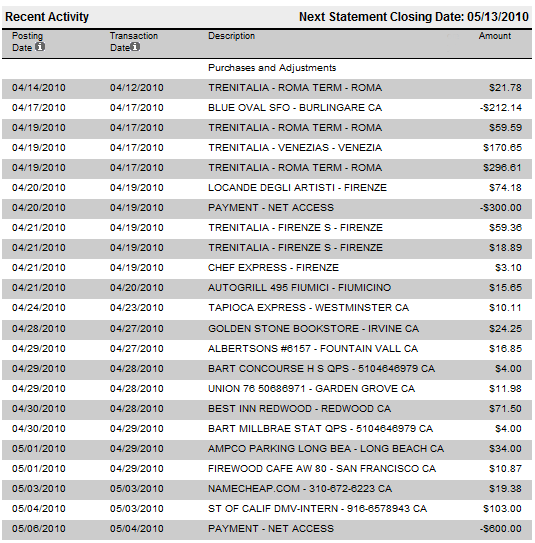 Recent Activity Next Statement Closing Date: 05/13/2010
Posting Date Transaction Date Description Amount
Purchases and Adjustments
04/14/2010 04/12/2010 TRENITALIA - ROMA TERM - ROMA $21.78
04/17/2010 04/17/2010 BLUE OVAL SFO - BURLINGARE CA -$212.14
04/19/2010 04/17/2010 TRENITALIA - ROMA TERM - ROMA $59.59
04/19/2010 04/17/2010 TRENITALIA - VENEZIAS - VENEZIA $170.65
04/19/2010 04/17/2010 TRENITALIA - ROMA TERM - ROMA $296.61
04/20/2010 04/19/2010 LOCANDE DEGLI ARTISTI - FIRENZE $74.18
04/20/2010 04/19/2010 PAYMENT - NET ACCESS -$300.00
04/21/2010 04/19/2010 TRENITALIA - FIRENZE S - FIRENZE $59.36
04/21/2010 04/19/2010 TRENITALIA - FIRENZE S - FIRENZE $18.89
04/21/2010 04/19/2010 CHEF EXPRESS - FIRENZE $3.10
04/21/2010 04/20/2010 AUTOGRILL 495 FIUMICI - FIUMICINO $15.65
04/24/2010 04/23/2010 TAPIOCA EXPRESS - WESTMINSTER CA $10.11
04/28/2010 04/27/2010 GOLDEN STONE BOOKSTORE - IRVINE CA $24.25
04/29/2010 04/27/2010 ALBERTSONS #6157 - FOUNTAIN VALL CA $16.85
04/29/2010 04/28/2010 BART CONCOURSE H S QPS - 5104646979 CA $4.00
04/29/2010 04/28/2010 UNION 76 50686971 - GARDEN GROVE CA $11.98
04/30/2010 04/28/2010 BEST INN REDWOOD - REDWOOD CA $71.50
04/30/2010 04/29/2010 BART MILLBRAE STAT QPS - 5104646979 CA $4.00
05/01/2010 04/29/2010 AMPCO PARKING LONG BEA - LONG BEACH CA $34.00
05/01/2010 04/29/2010 FIREWOOD CAFE AW 80 - SAN FRANCISCO CA $10.87
05/03/2010 05/03/2010 NAMECHEAP.COM - 310-672-6223 CA $19.38
05/04/2010 05/03/2010 ST OF CALIF DMV-INTERN - 916-6578943 CA $103.00
05/06/2010 05/04/2010 PAYMENT - NET ACCESS -$600.00